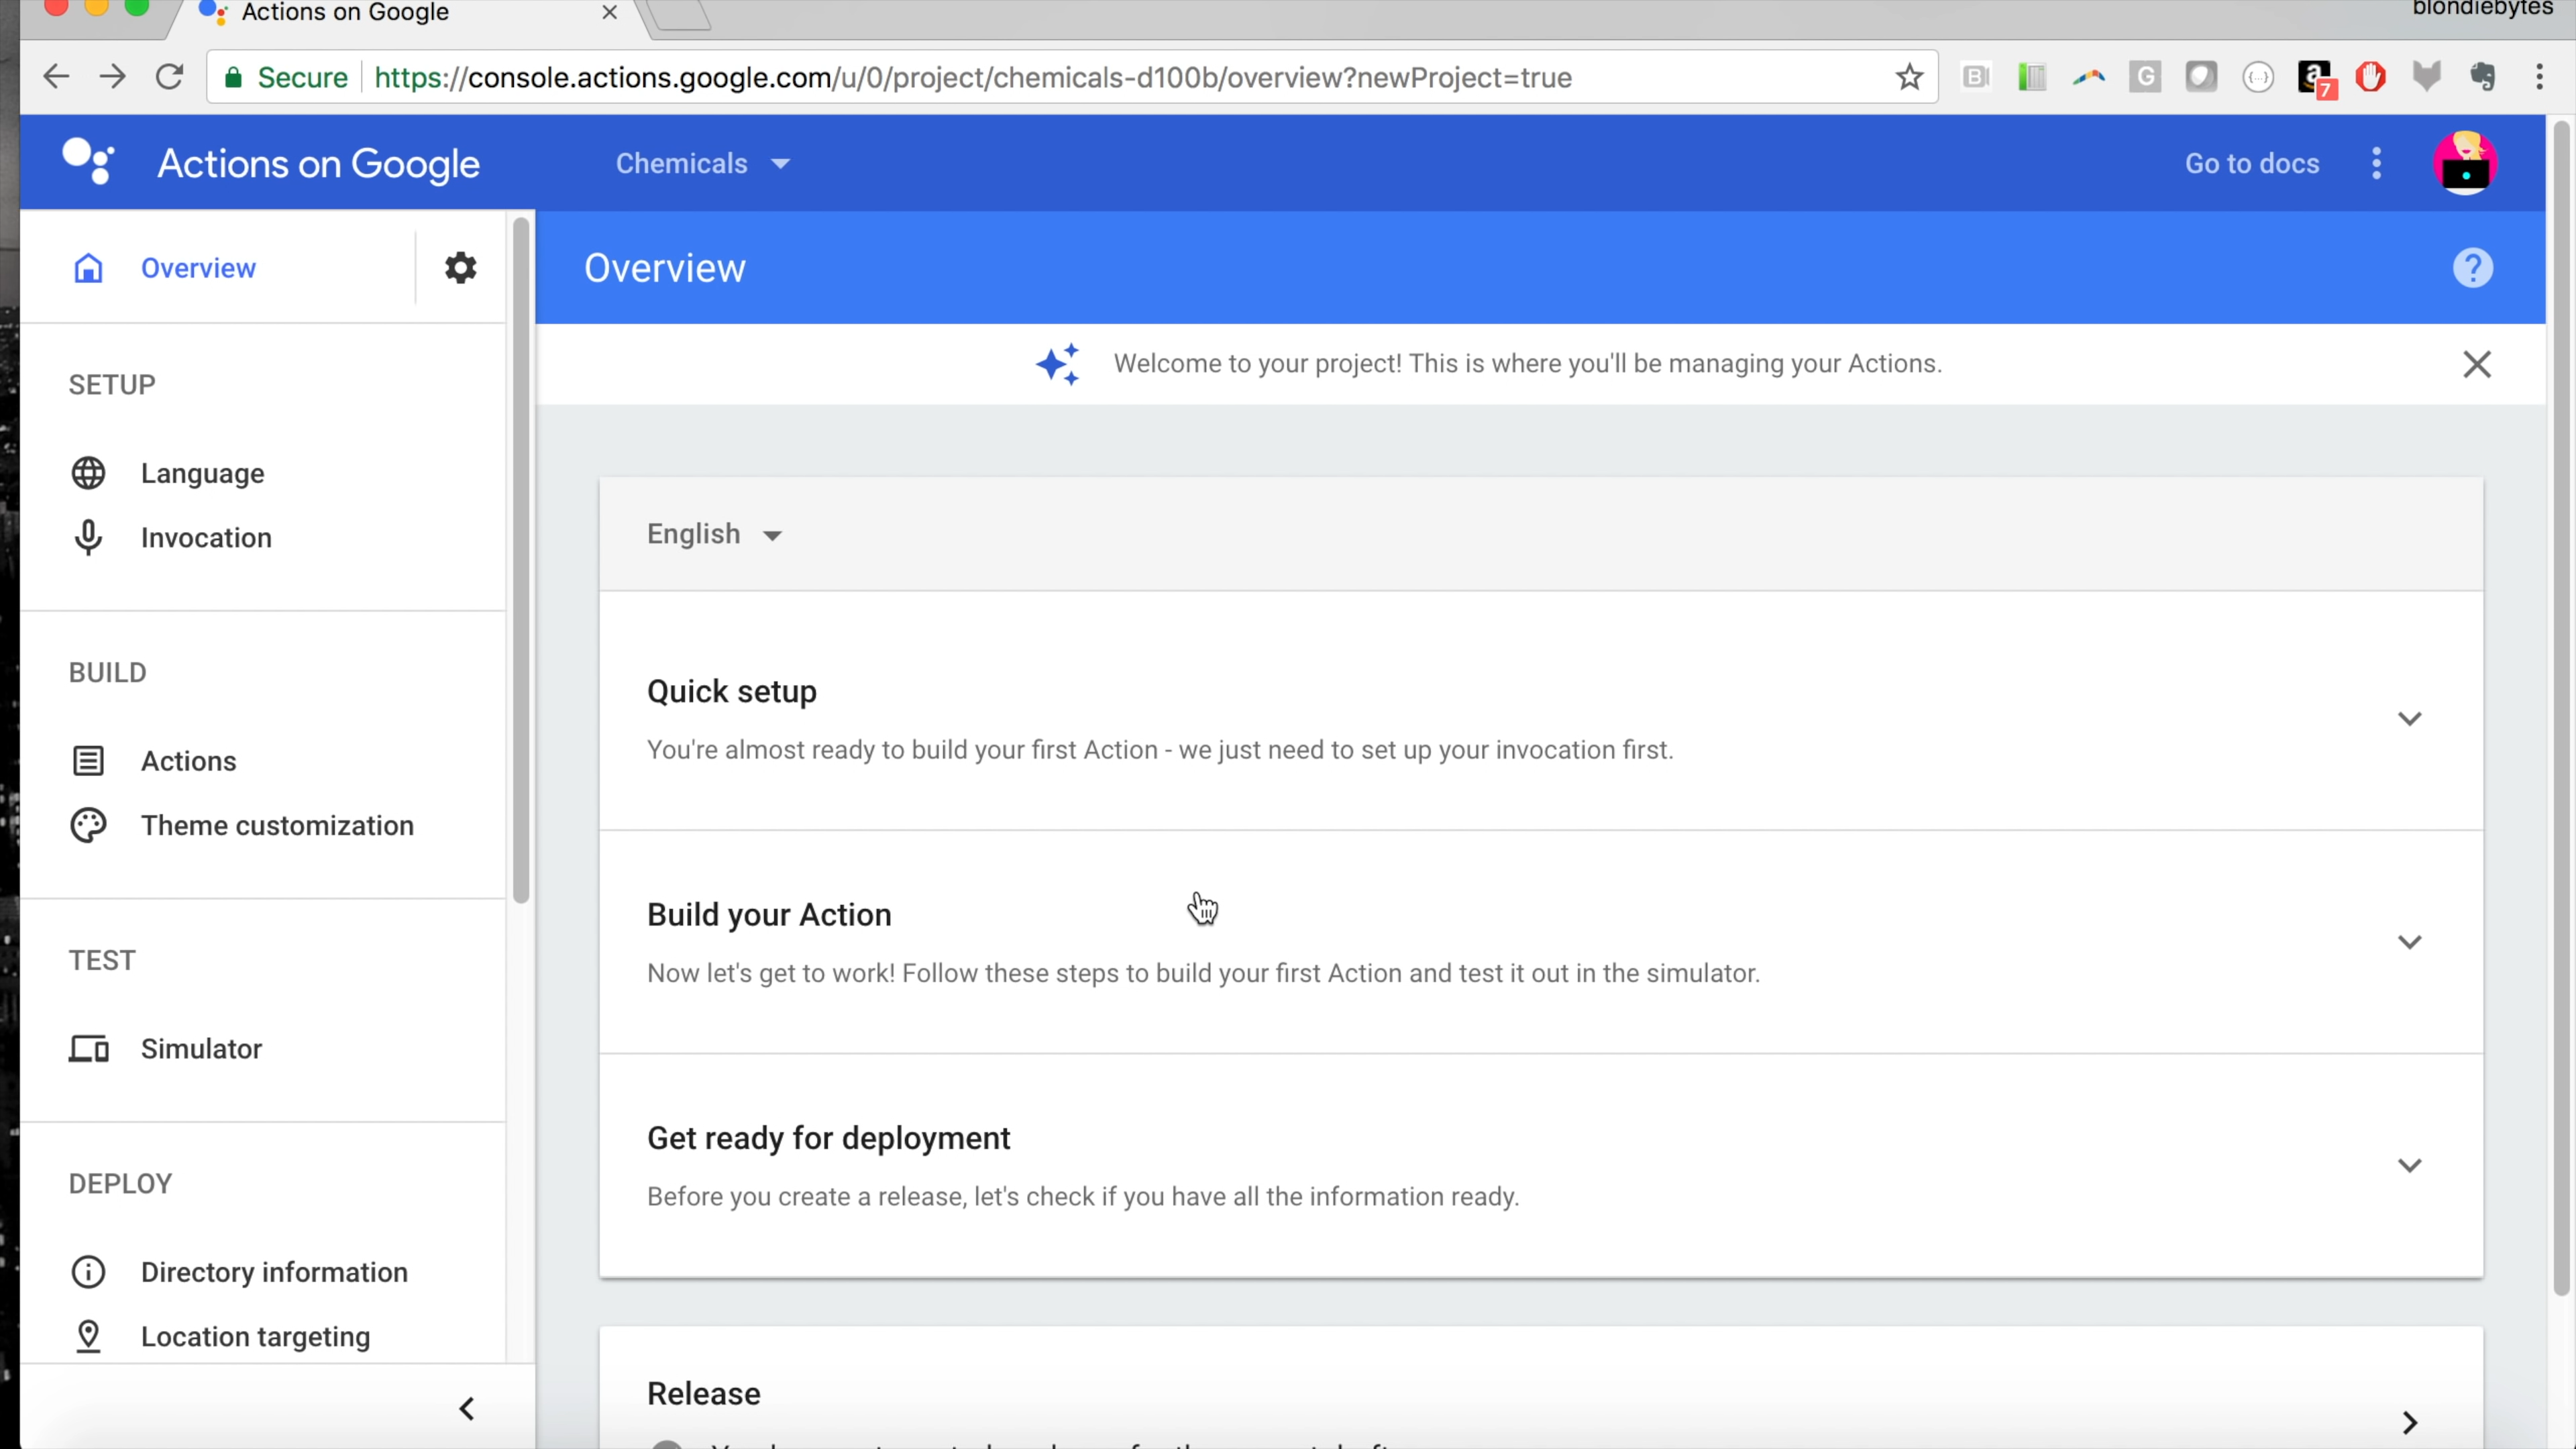 Actions on Google
blondiebytes
Secure
https://console.actions.google.com/u/0/project/chemicals-d100b/overview?newProject=true
7
Actions on Google
Chemicals
Go to docs
Overview
Overview
Welcome to your project! This is where you'll be managing your Actions.
SETUP
Language
Invocation
BUILD
Actions
Theme customization
TEST
Simulator
DEPLOY
Directory information
Location targeting
English
Quick setup
You're almost ready to build your first Action - we just need to set up your invocation first.
Build your Action
Now let's get to work! Follow these steps to build your first Action and test it out in the simulator.
Get ready for deployment
Before you create a release, let's check if you have all the information ready.
Release